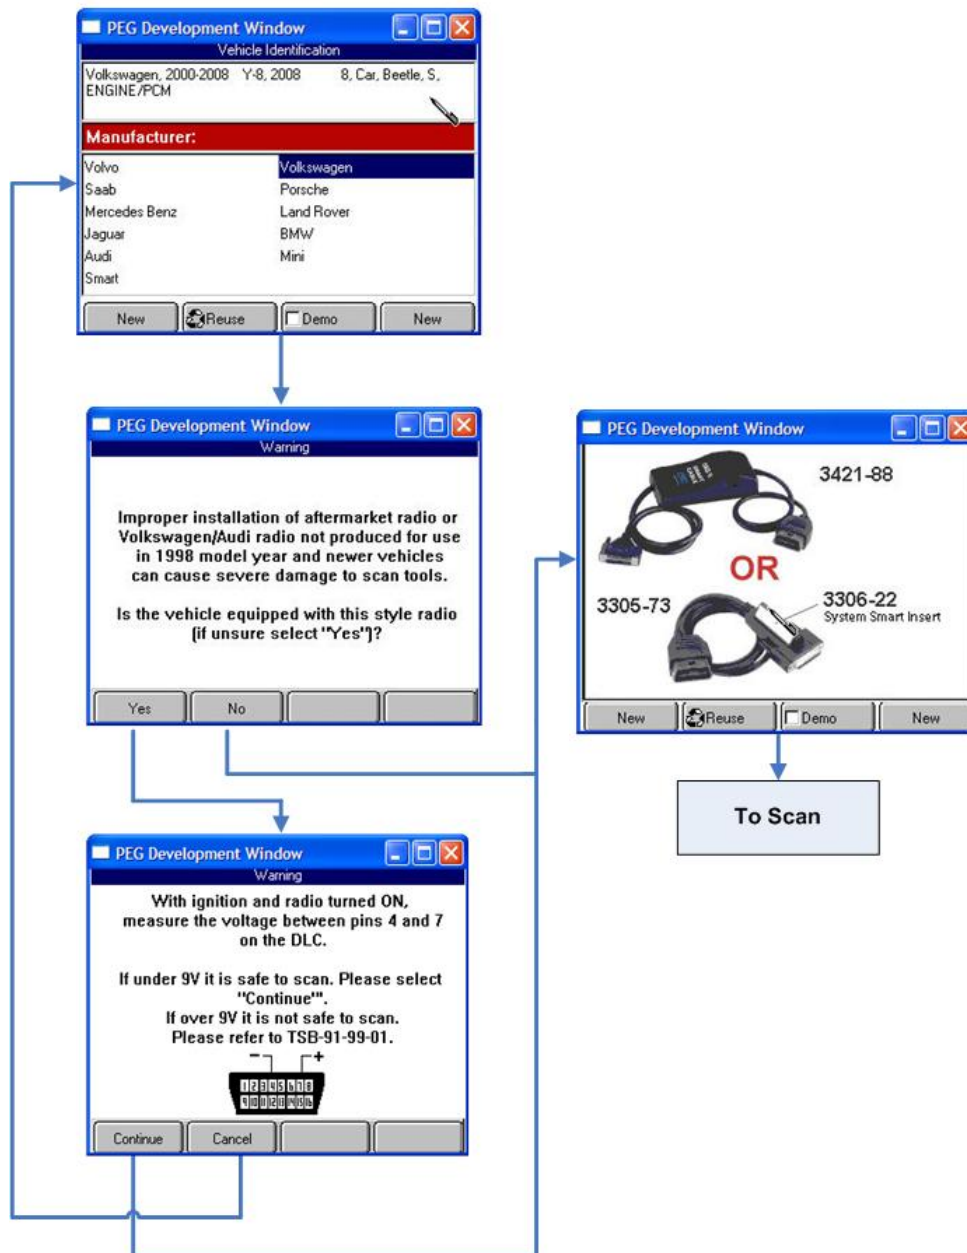 PEG Development Window
Vehicle Identification
Volkswagen, 2000-2008 Y-8, 2008 8, Car, Beetle, S,
ENGINE/PCM
Manufacturer:
Volvo Volkswagen
Saab Porsche
Mercedes Benz Land Rover
Jaguar BMW
Audi Mini
Smart
New Reuse Demo New
PEG Development Window
Warning
Improper installation of aftermarket radio or
Volkswagen/Audi radio not produced for use
in 1998 model year and newer vehicles
can cause severe damage to scan tools.
Is the vehicle equipped with this style radio
(if unsure select "Yes")?
Yes No
PEG Development Window
3421-88
OR
3305-73
3306-22
System Smart Insert
New Reuse Demo New
To Scan
PEG Development Window
Warning
With ignition and radio turned ON,
measure the voltage between pins 4 and 7
on the DLC.
If under 9V it is safe to scan. Please select
"Continue'".
If over 9V it is not safe to scan.
Please refer to TSB-91-99-01.
- +
1 2 3 4 5 6 7 8
9 10 11 12 13 14 15 16
Continue Cancel